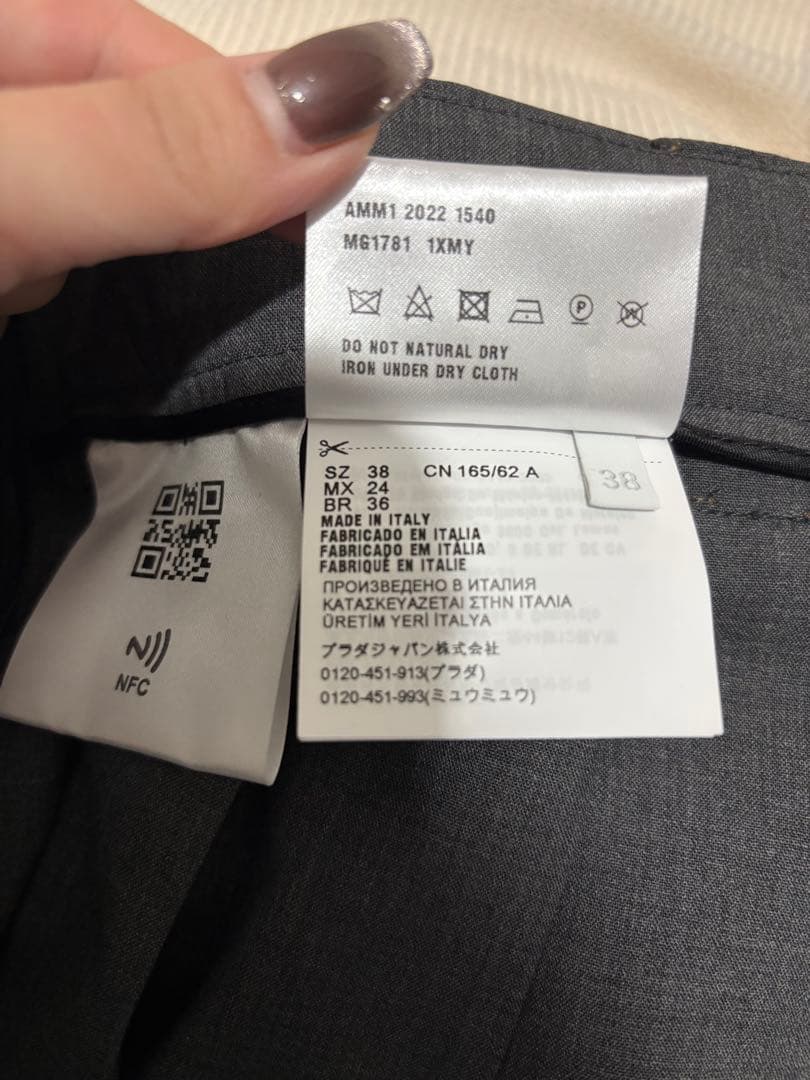 AMM1 2022 1540
MG1781 1XMY
P
W
DO NOT NATURAL DRY
IRON UNDER DRY CLOTH
SZ 38 CN 165/62 A
MX 24
BR 36
38
MADE IN ITALY
FABRICADO EN ITALIA
FABRICADO EM ITÁLIA
FABRIQUÉ EN ITALIE
ПРОИЗВЕДЕНО В ИТАЛИЯ
ΚΑΤΑΣΚΕΥΑΖΕΤΑΙ ΣΤΗΝ ΙΤΑΛΙΑ
ÜRETİM YERİ İTALYA
プラダジャパン株式会社
0120-451-913(プラダ)
0120-451-993(ミュウミュウ)
NFC